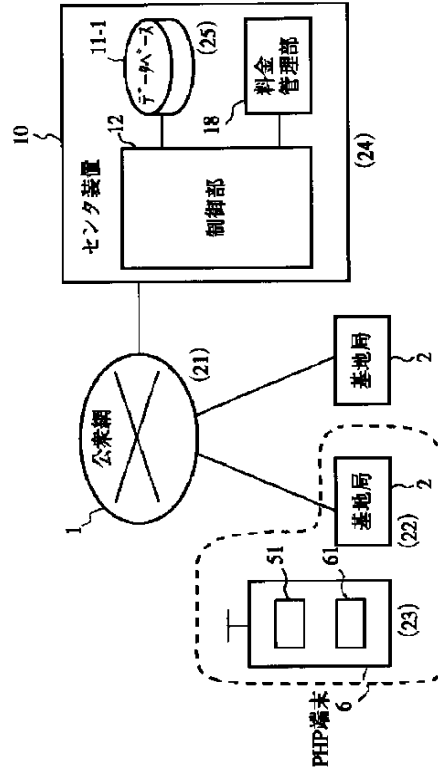 10
センタ装置
12
制御部
11-1
データベース
(25)
18
料金
管理部
(24)
1
公衆網
(21)
基地局
2
基地局
2
(22)
51
61
(23)
PHP端末
6